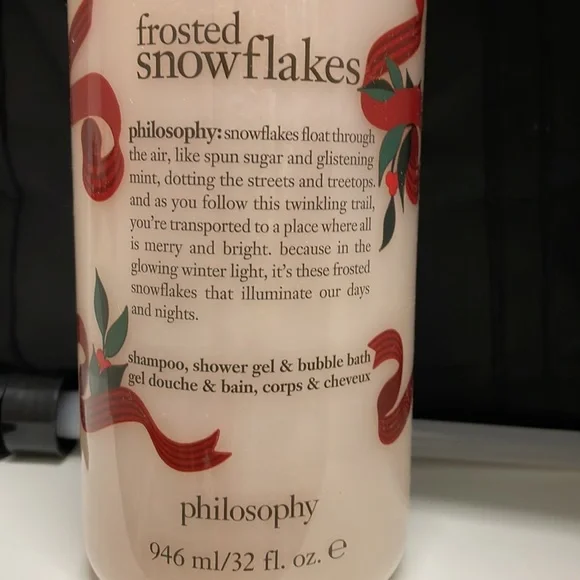 frosted
snowflakes
philosophy: snowflakes float through
the air, like spun sugar and glistening
mint, dotting the streets and treetops.
and as you follow this twinkling trail,
you're transported to a place where all
is merry and bright. because in the
glowing winter light, it's these frosted
snowflakes that illuminate our days
and nights.
shampoo, shower gel & bubble bath
gel douche & bain, corps & cheveux
philosophy
946 ml/32 fl. oz. ℮